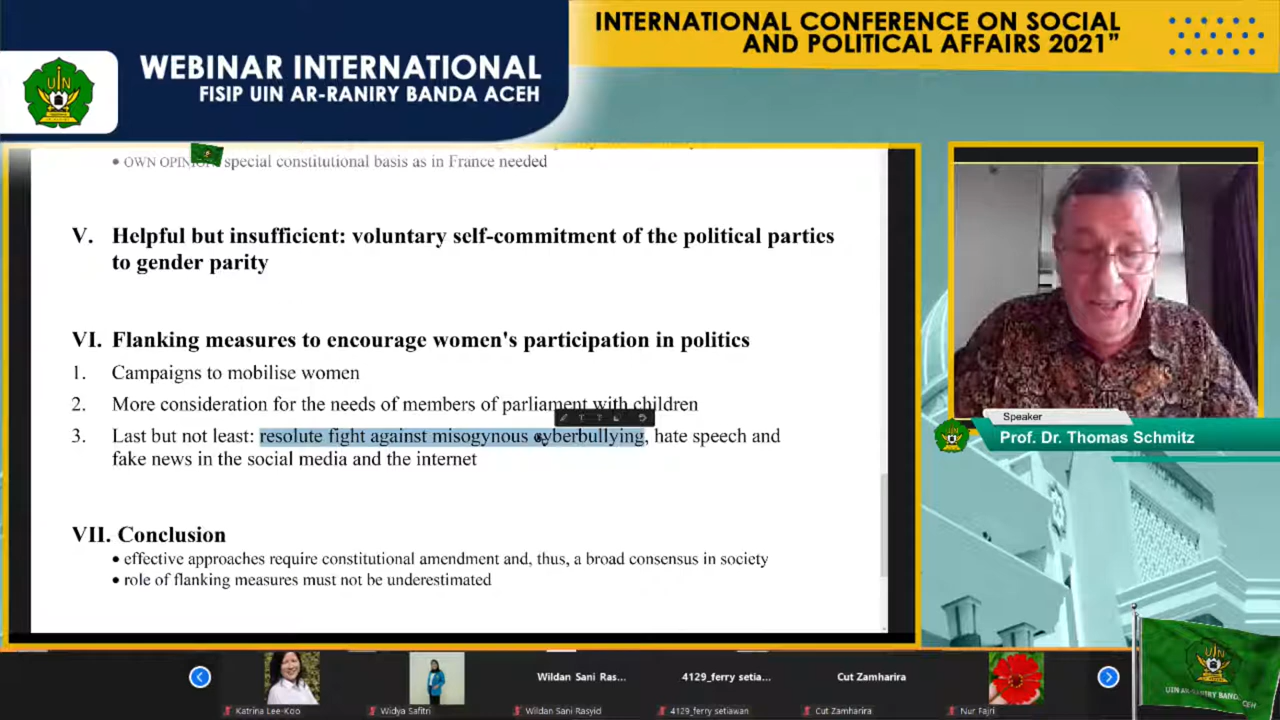 INTERNATIONAL CONFERENCE ON SOCIAL
AND POLITICAL AFFAIRS 2021”
WEBINAR INTERNATIONAL
FISIP UIN AR-RANIRY BANDA ACEH
UIN
• OWN OPINI special constitutional basis as in France needed
V. Helpful but insufficient: voluntary self-commitment of the political parties
to gender parity
VI. Flanking measures to encourage women's participation in politics
1. Campaigns to mobilise women
2. More consideration for the needs of members of parliament with children
3. Last but not least: resolute fight against misogynous cyberbullying, hate speech and
fake news in the social media and the internet
VII. Conclusion
• effective approaches require constitutional amendment and, thus, a broad consensus in society
• role of flanking measures must not be underestimated
Speaker
Prof. Dr. Thomas Schmitz
Wildan Sani Ras...
4129_ferry setia...
Cut Zamharira
Katrina Lee-Koo
Widya Safitri
Wildan Sani Rasyid
4129_ferry setiawan
Cut Zamharira
Nur Fajri
UIN
UIN AR-RANIRY BANDA
ACEH